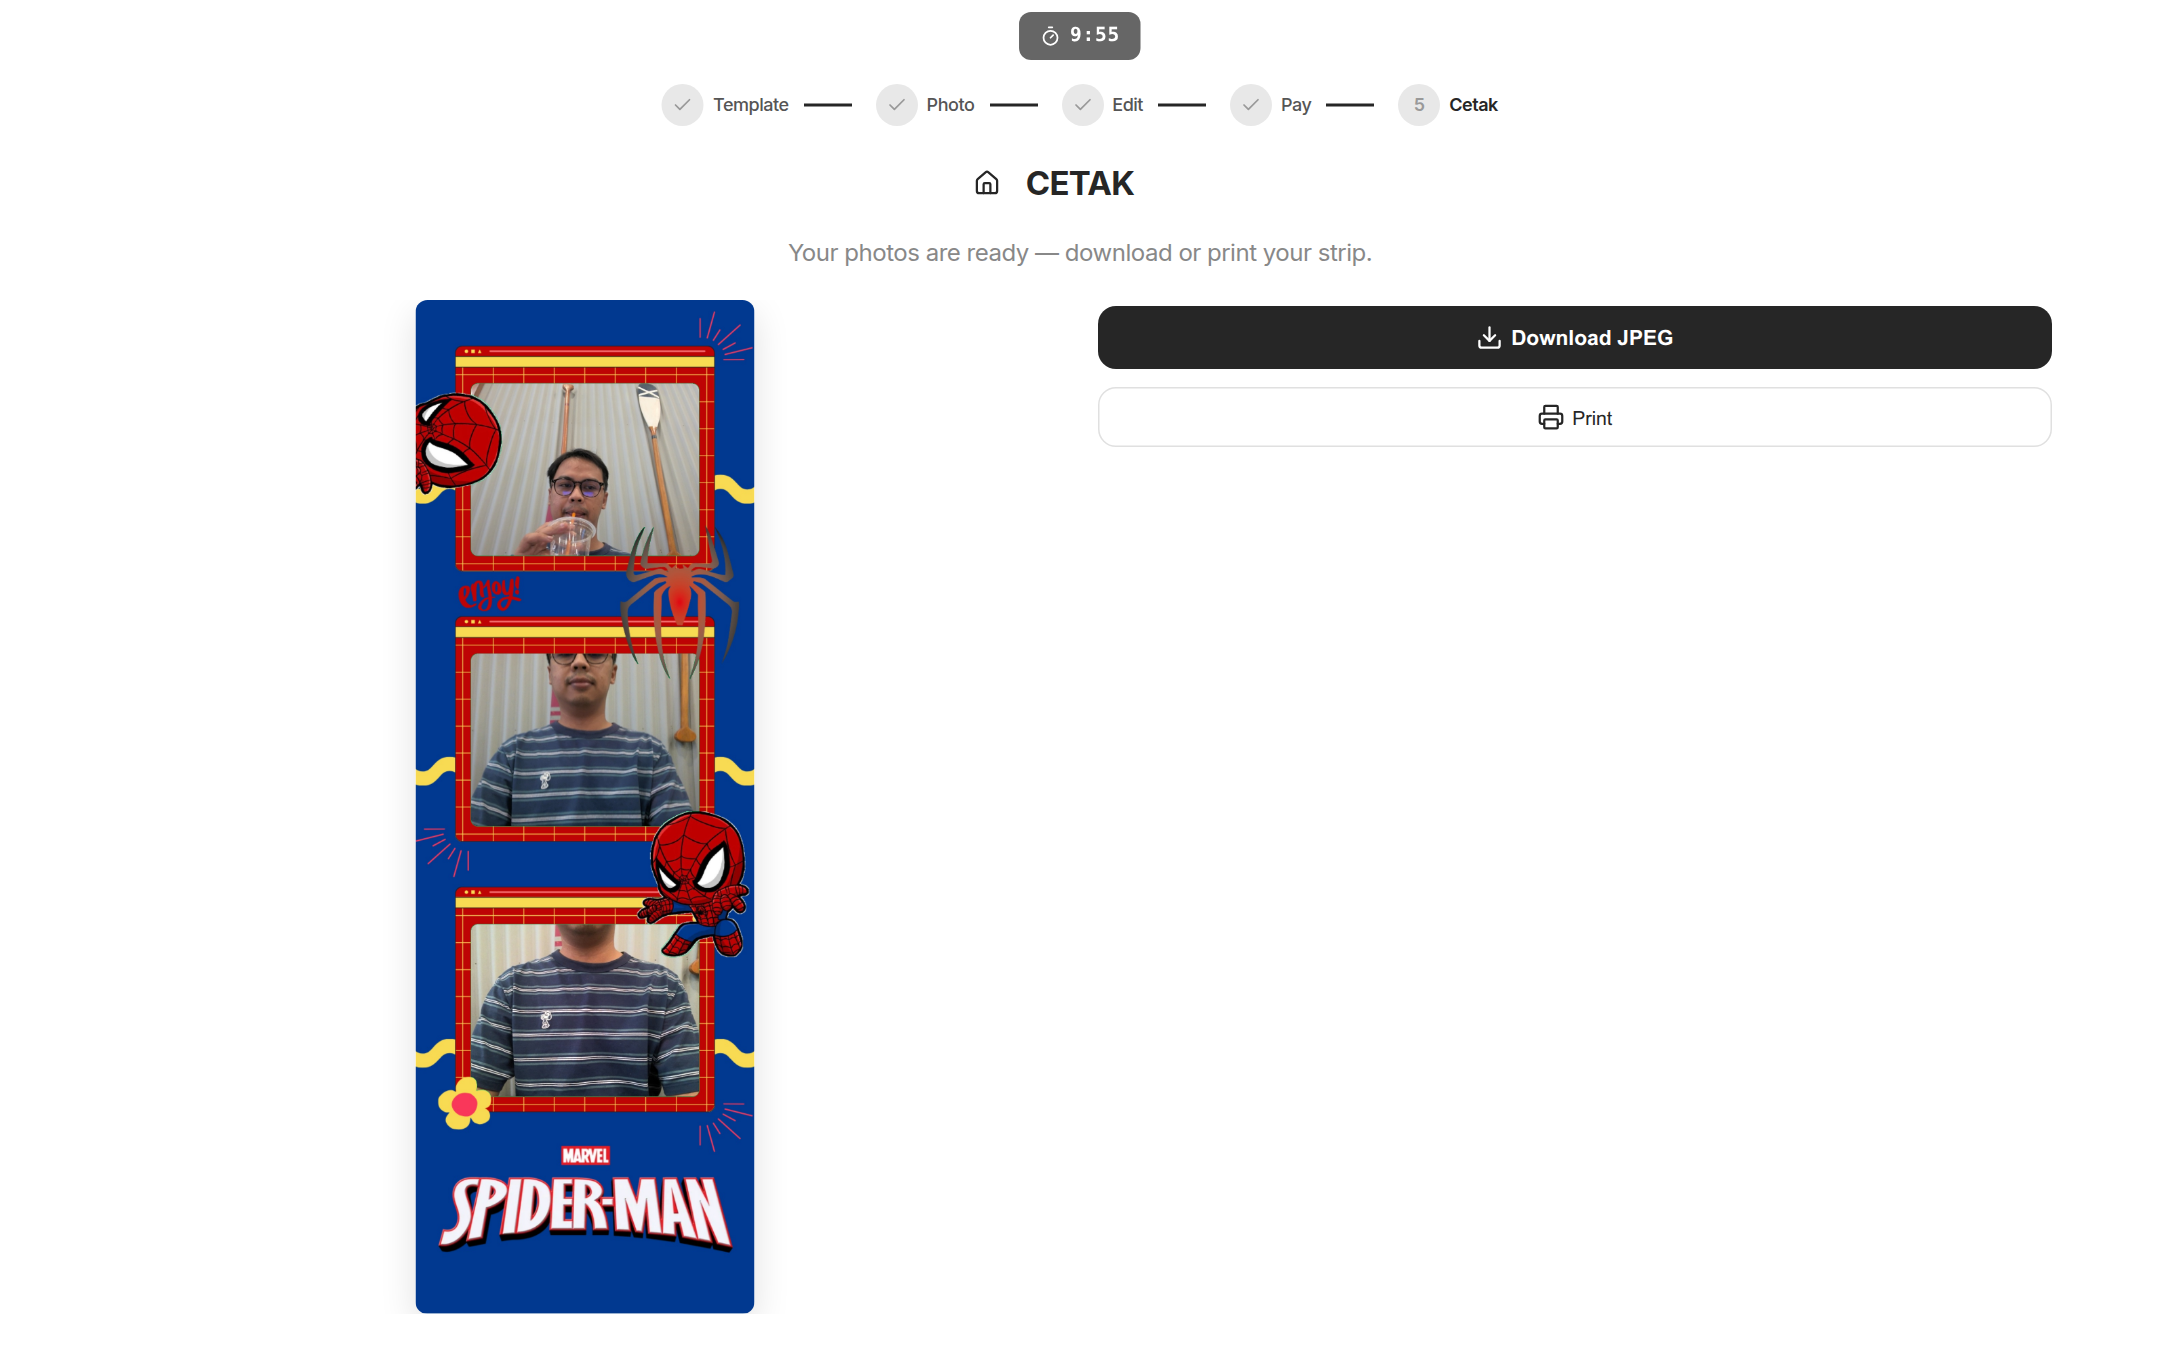 9:55
Template
Photo
Edit
Pay
5 Cetak
CETAK
Your photos are ready — download or print your strip.
Download JPEG
Print
enjoy!
MARVEL
SPIDER-MAN